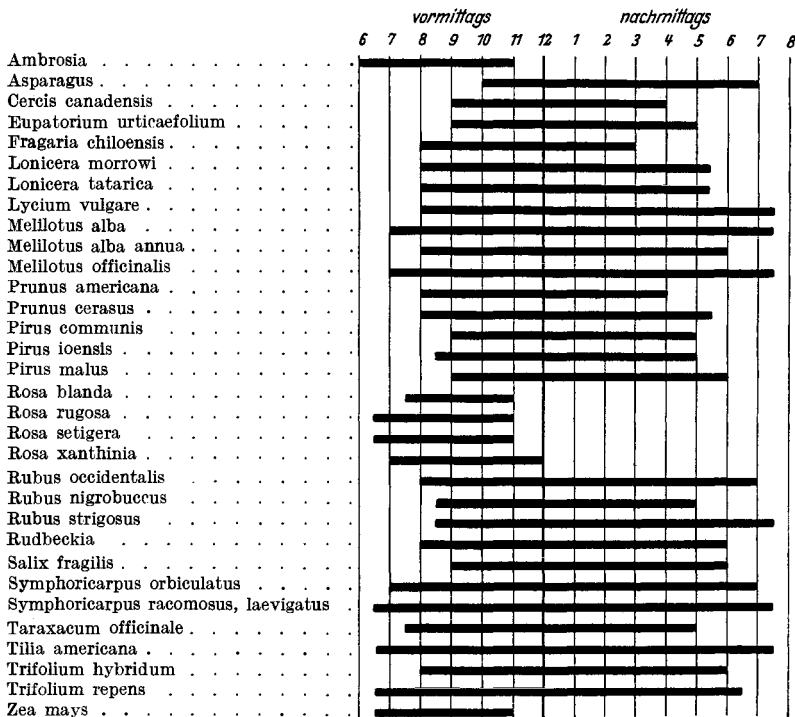 vormittags nachmittags
6 7 8 9 10 11 12 1 2 3 4 5 6 7 8
Ambrosia . . . . . . . . . . . .
Asparagus . . . . . . . . . . . .
Cercis canadensis . . . . . . . . .
Eupatorium urticaefolium . . . . . .
Fragaria chiloensis . . . . . . . . .
Lonicera morrowi . . . . . . . . .
Lonicera tatarica . . . . . . . . .
Lycium vulgare . . . . . . . . . .
Melilotus alba . . . . . . . . . .
Melilotus alba annua . . . . . . . .
Melilotus officinalis . . . . . . . .
Prunus americana . . . . . . . . .
Prunus cerasus . . . . . . . . . .
Pirus communis . . . . . . . . .
Pirus ioensis . . . . . . . . . . .
Pirus malus . . . . . . . . . . .
Rosa blanda . . . . . . . . . . .
Rosa rugosa . . . . . . . . . . .
Rosa setigera . . . . . . . . . .
Rosa xanthinia . . . . . . . . . .
Rubus occidentalis . . . . . . . .
Rubus nigrobuccus . . . . . . . .
Rubus strigosus . . . . . . . . .
Rudbeckia . . . . . . . . . . .
Salix fragilis . . . . . . . . . . .
Symphoricarpus orbiculatus . . . . .
Symphoricarpus racomosus, laevigatus .
Taraxacum officinale . . . . . . . .
Tilia americana . . . . . . . . . .
Trifolium hybridum . . . . . . . .
Trifolium repens . . . . . . . . .
Zea mays . . . . . . . . . . . .